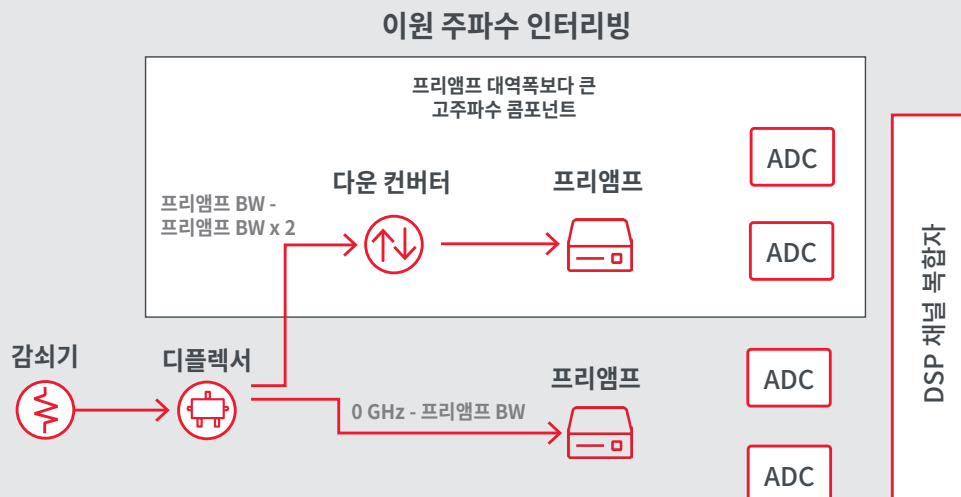 이원 주파수 인터리빙
프리앰프 대역폭보다 큰
고주파수 콤포넌트
ADC
다운 컨버터
프리앰프
프리앰프 BW -
프리앰프 BW x 2
ADC
DSP 채널 복합자
감쇠기
디플렉서
프리앰프
ADC
0 GHz - 프리앰프 BW
ADC